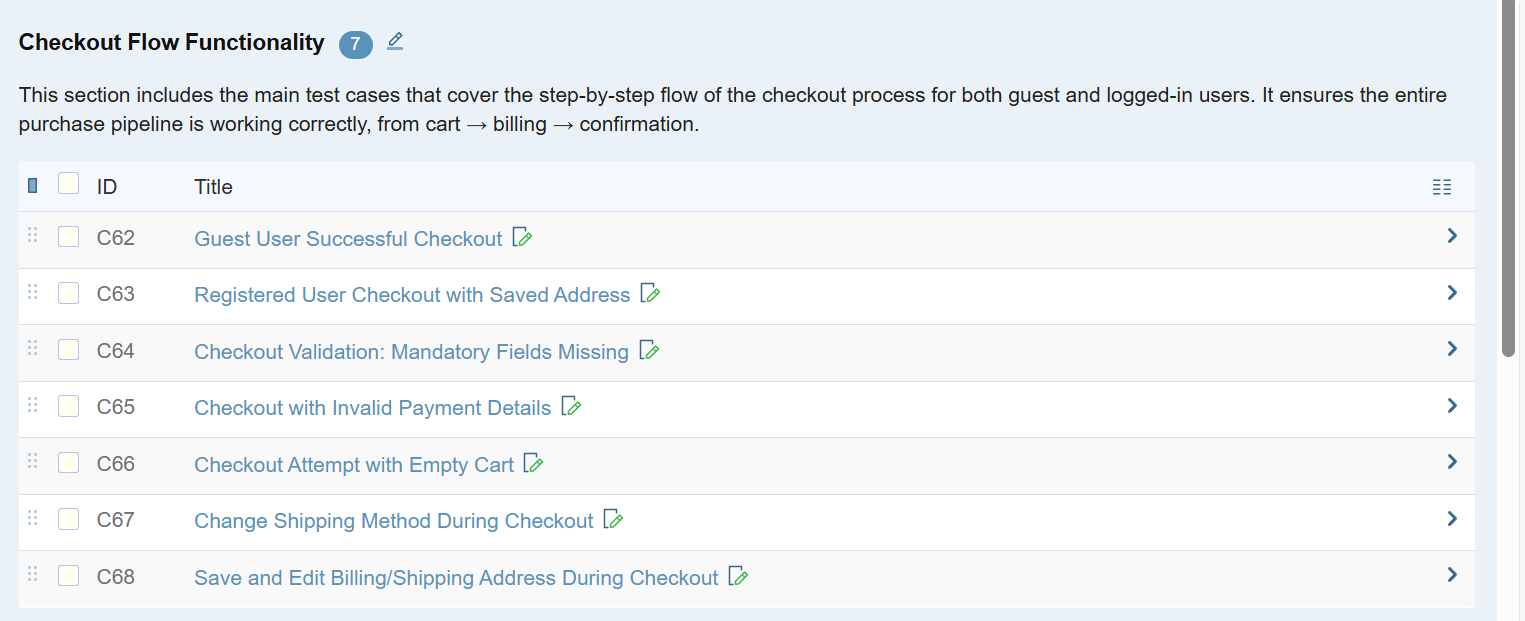 Checkout Flow Functionality 7
This section includes the main test cases that cover the step-by-step flow of the checkout process for both guest and logged-in users. It ensures the entire
purchase pipeline is working correctly, from cart → billing → confirmation.
ID Title
C62 Guest User Successful Checkout
C63 Registered User Checkout with Saved Address
C64 Checkout Validation: Mandatory Fields Missing
C65 Checkout with Invalid Payment Details
C66 Checkout Attempt with Empty Cart
C67 Change Shipping Method During Checkout
C68 Save and Edit Billing/Shipping Address During Checkout